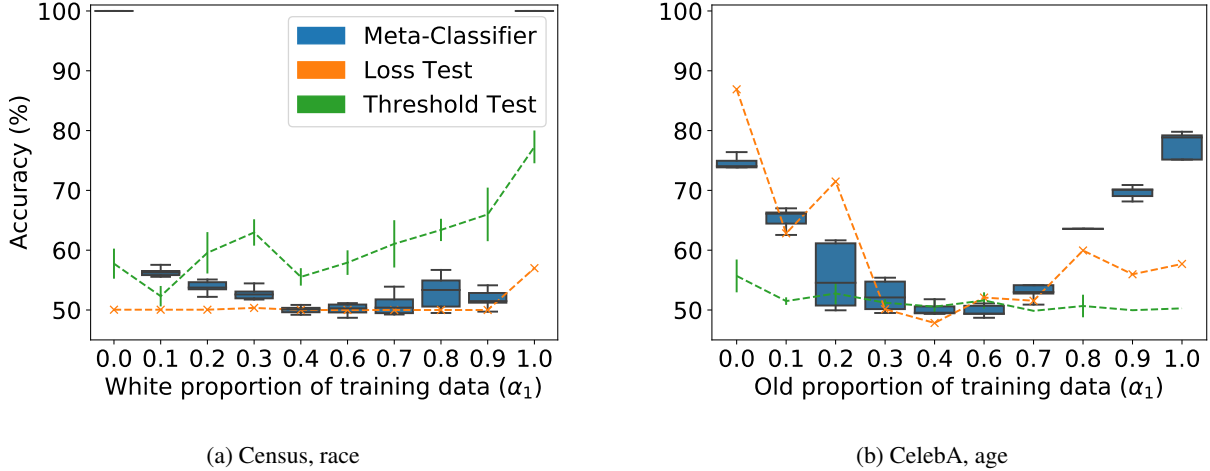 100
90
80
70
60
50
Accuracy (%)
Meta-Classifier
Loss Test
Threshold Test
0.0 0.1 0.2 0.3 0.4 0.6 0.7 0.8 0.9 1.0
White proportion of training data (α₁)
(a) Census, race
100
90
80
70
60
50
0.0 0.1 0.2 0.3 0.4 0.6 0.7 0.8 0.9 1.0
Old proportion of training data (α₁)
(b) CelebA, age